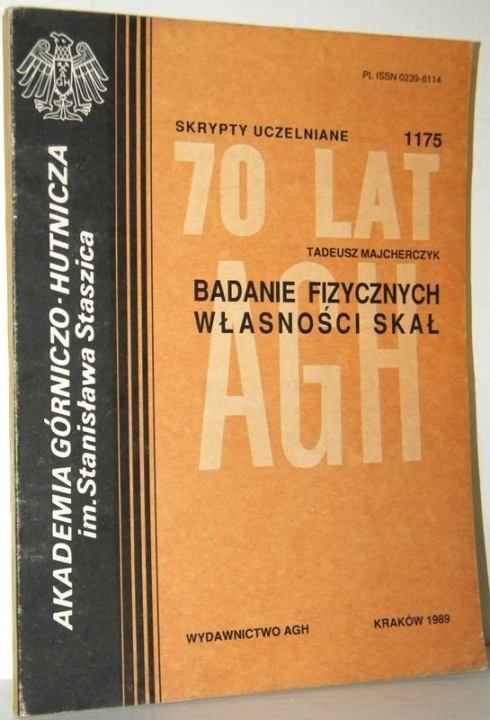 AGH
AKADEMIA GÓRNICZO-HUTNICZA
im. Stanisława Staszica
PL ISSN 0239-6114
SKRYPTY UCZELNIANE 1175
70 LAT
TADEUSZ MAJCHERCZYK
BADANIE FIZYCZNYCH
WŁASNOŚCI SKAŁ
AGH
WYDAWNICTWO AGH KRAKÓW 1989